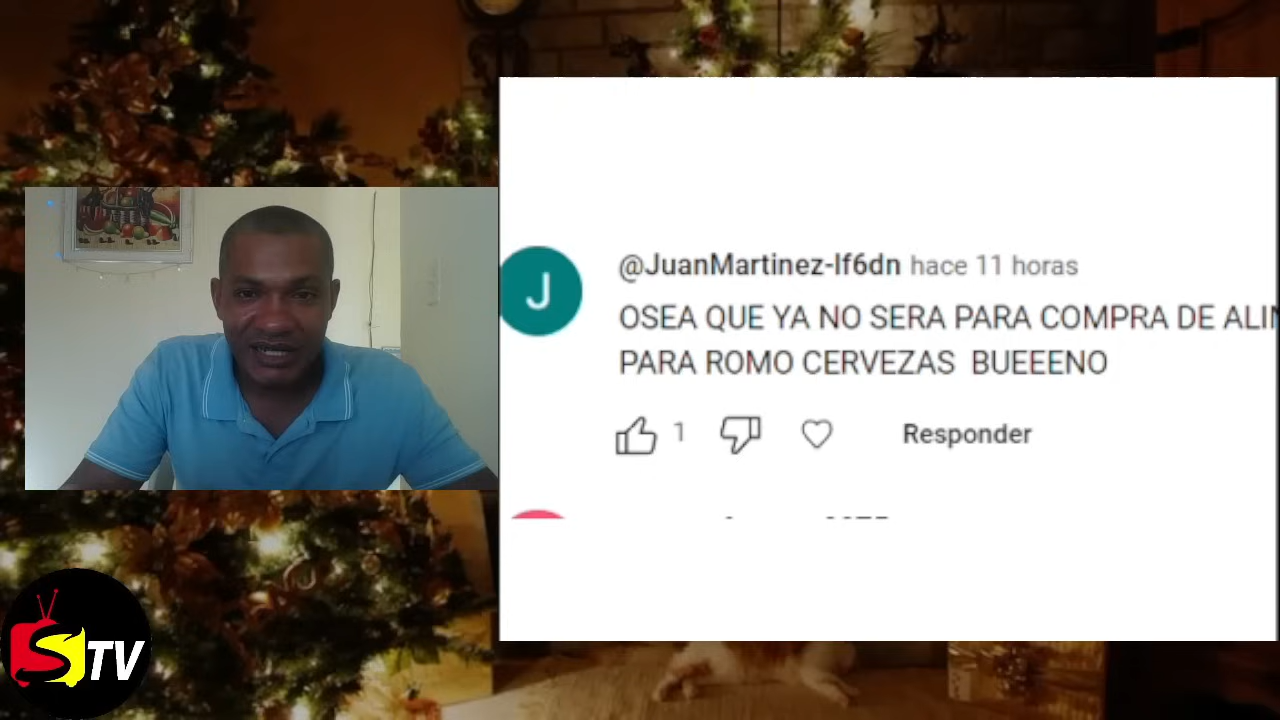 @JuanMartinez-lf6dn hace 11 horas
OSEA QUE YA NO SERA PARA COMPRA DE
PARA ROMO CERVEZAS BUEEENO
1
Responder
STV